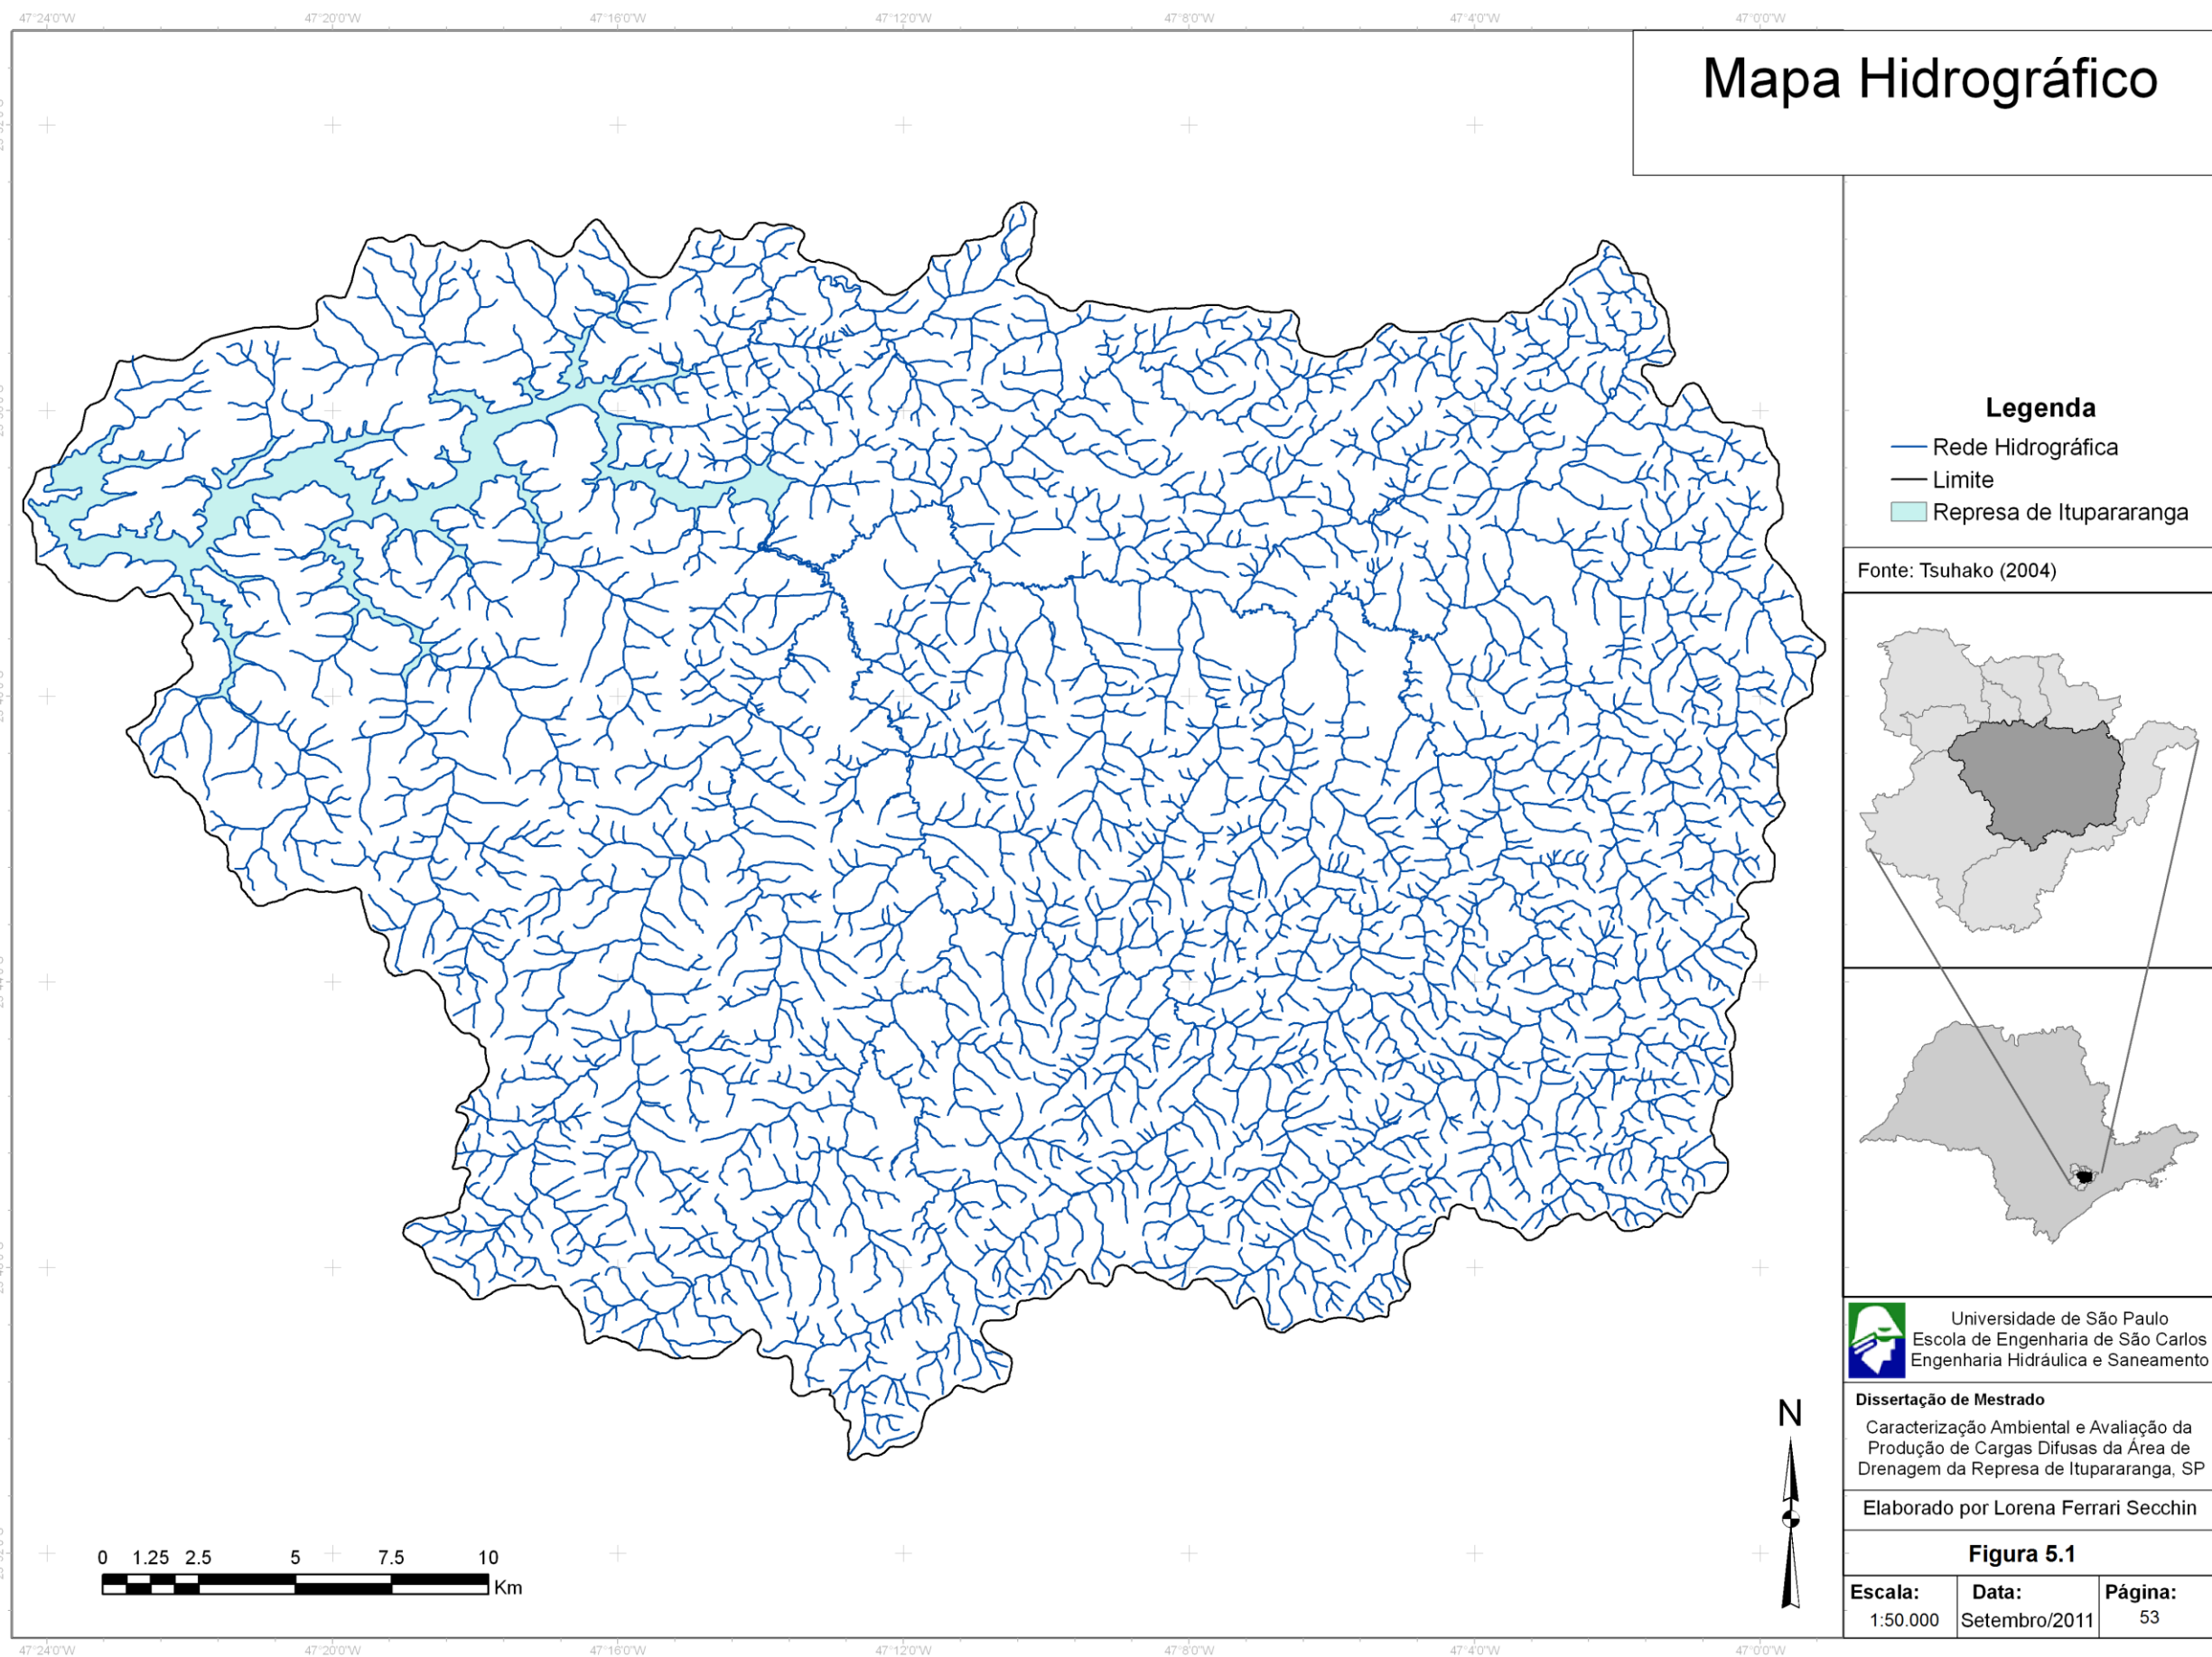 47°24'0"W 47°20'0"W 47°16'0"W 47°12'0"W 47°8'0"W 47°4'0"W 47°0'0"W
Mapa Hidrográfico
Legenda
Rede Hidrográfica
Limite
Represa de Itupararanga
Fonte: Tsuhako (2004)
Universidade de São Paulo
Escola de Engenharia de São Carlos
Engenharia Hidráulica e Saneamento
Dissertação de Mestrado
Caracterização Ambiental e Avaliação da
Produção de Cargas Difusas da Área de
Drenagem da Represa de Itupararanga, SP
Elaborado por Lorena Ferrari Secchin
Figura 5.1
Escala: Data: Página:
1:50.000 Setembro/2011 53
N
0 1.25 2.5 5 7.5 10
Km
47°24'0"W 47°20'0"W 47°16'0"W 47°12'0"W 47°8'0"W 47°4'0"W 47°0'0"W